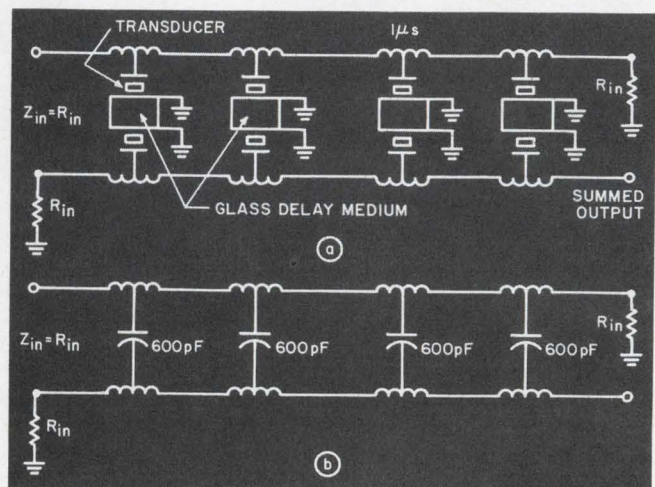 TRANSDUCER
1μs
Rin
Zin=Rin
Rin
GLASS DELAY MEDIUM
SUMMED
OUTPUT
a
Zin=Rin
600pF
600pF
600pF
600pF
Rin
Rin
b